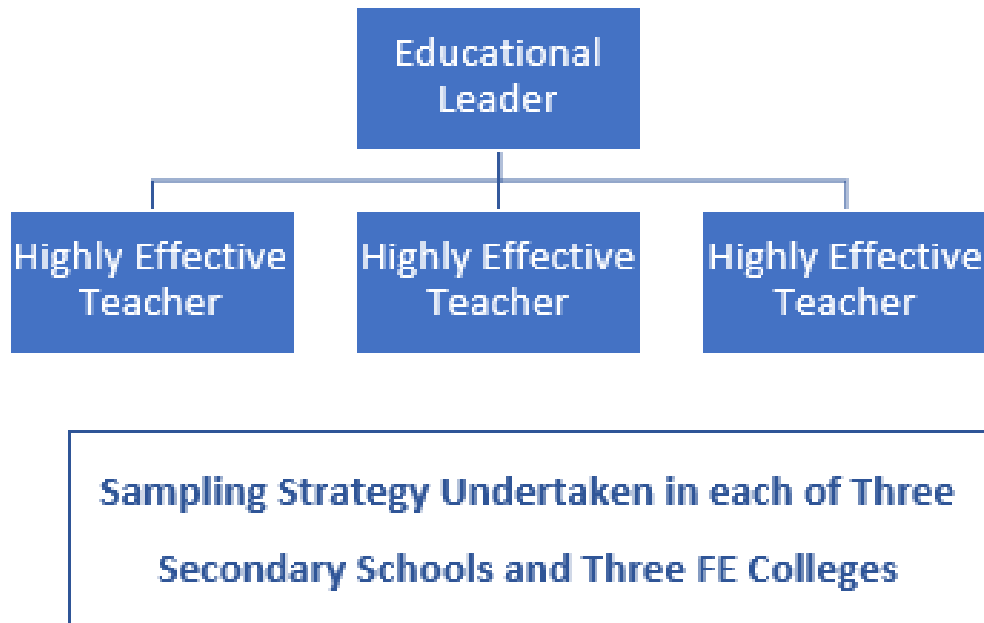 Educational
Leader
Highly Effective
Teacher
Highly Effective
Teacher
Highly Effective
Teacher
Sampling Strategy Undertaken in each of Three
Secondary Schools and Three FE Colleges